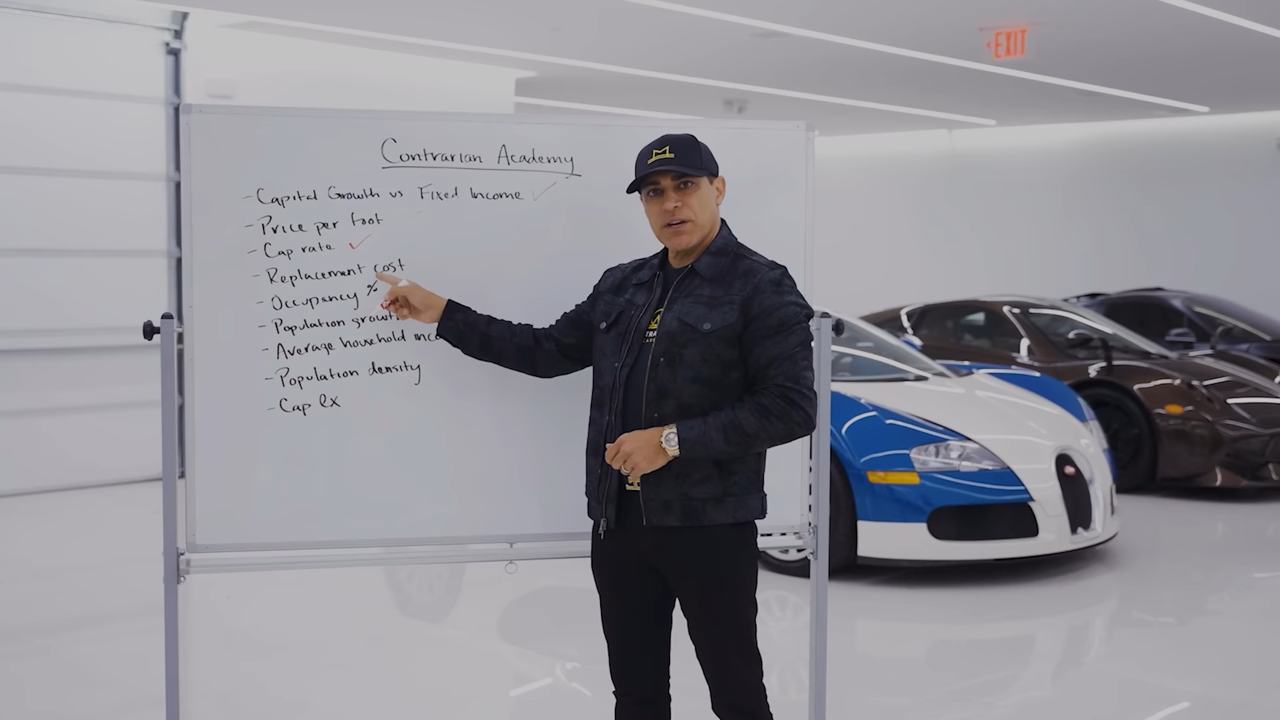 EXIT
Contrarian Academy
- Capital Growth vs Fixed Income ✓
- Price per foot
- Cap rate ✓
- Replacement cost
- Occupancy %
- Population growth
- Average household inco
- Population density
- Cap Ex